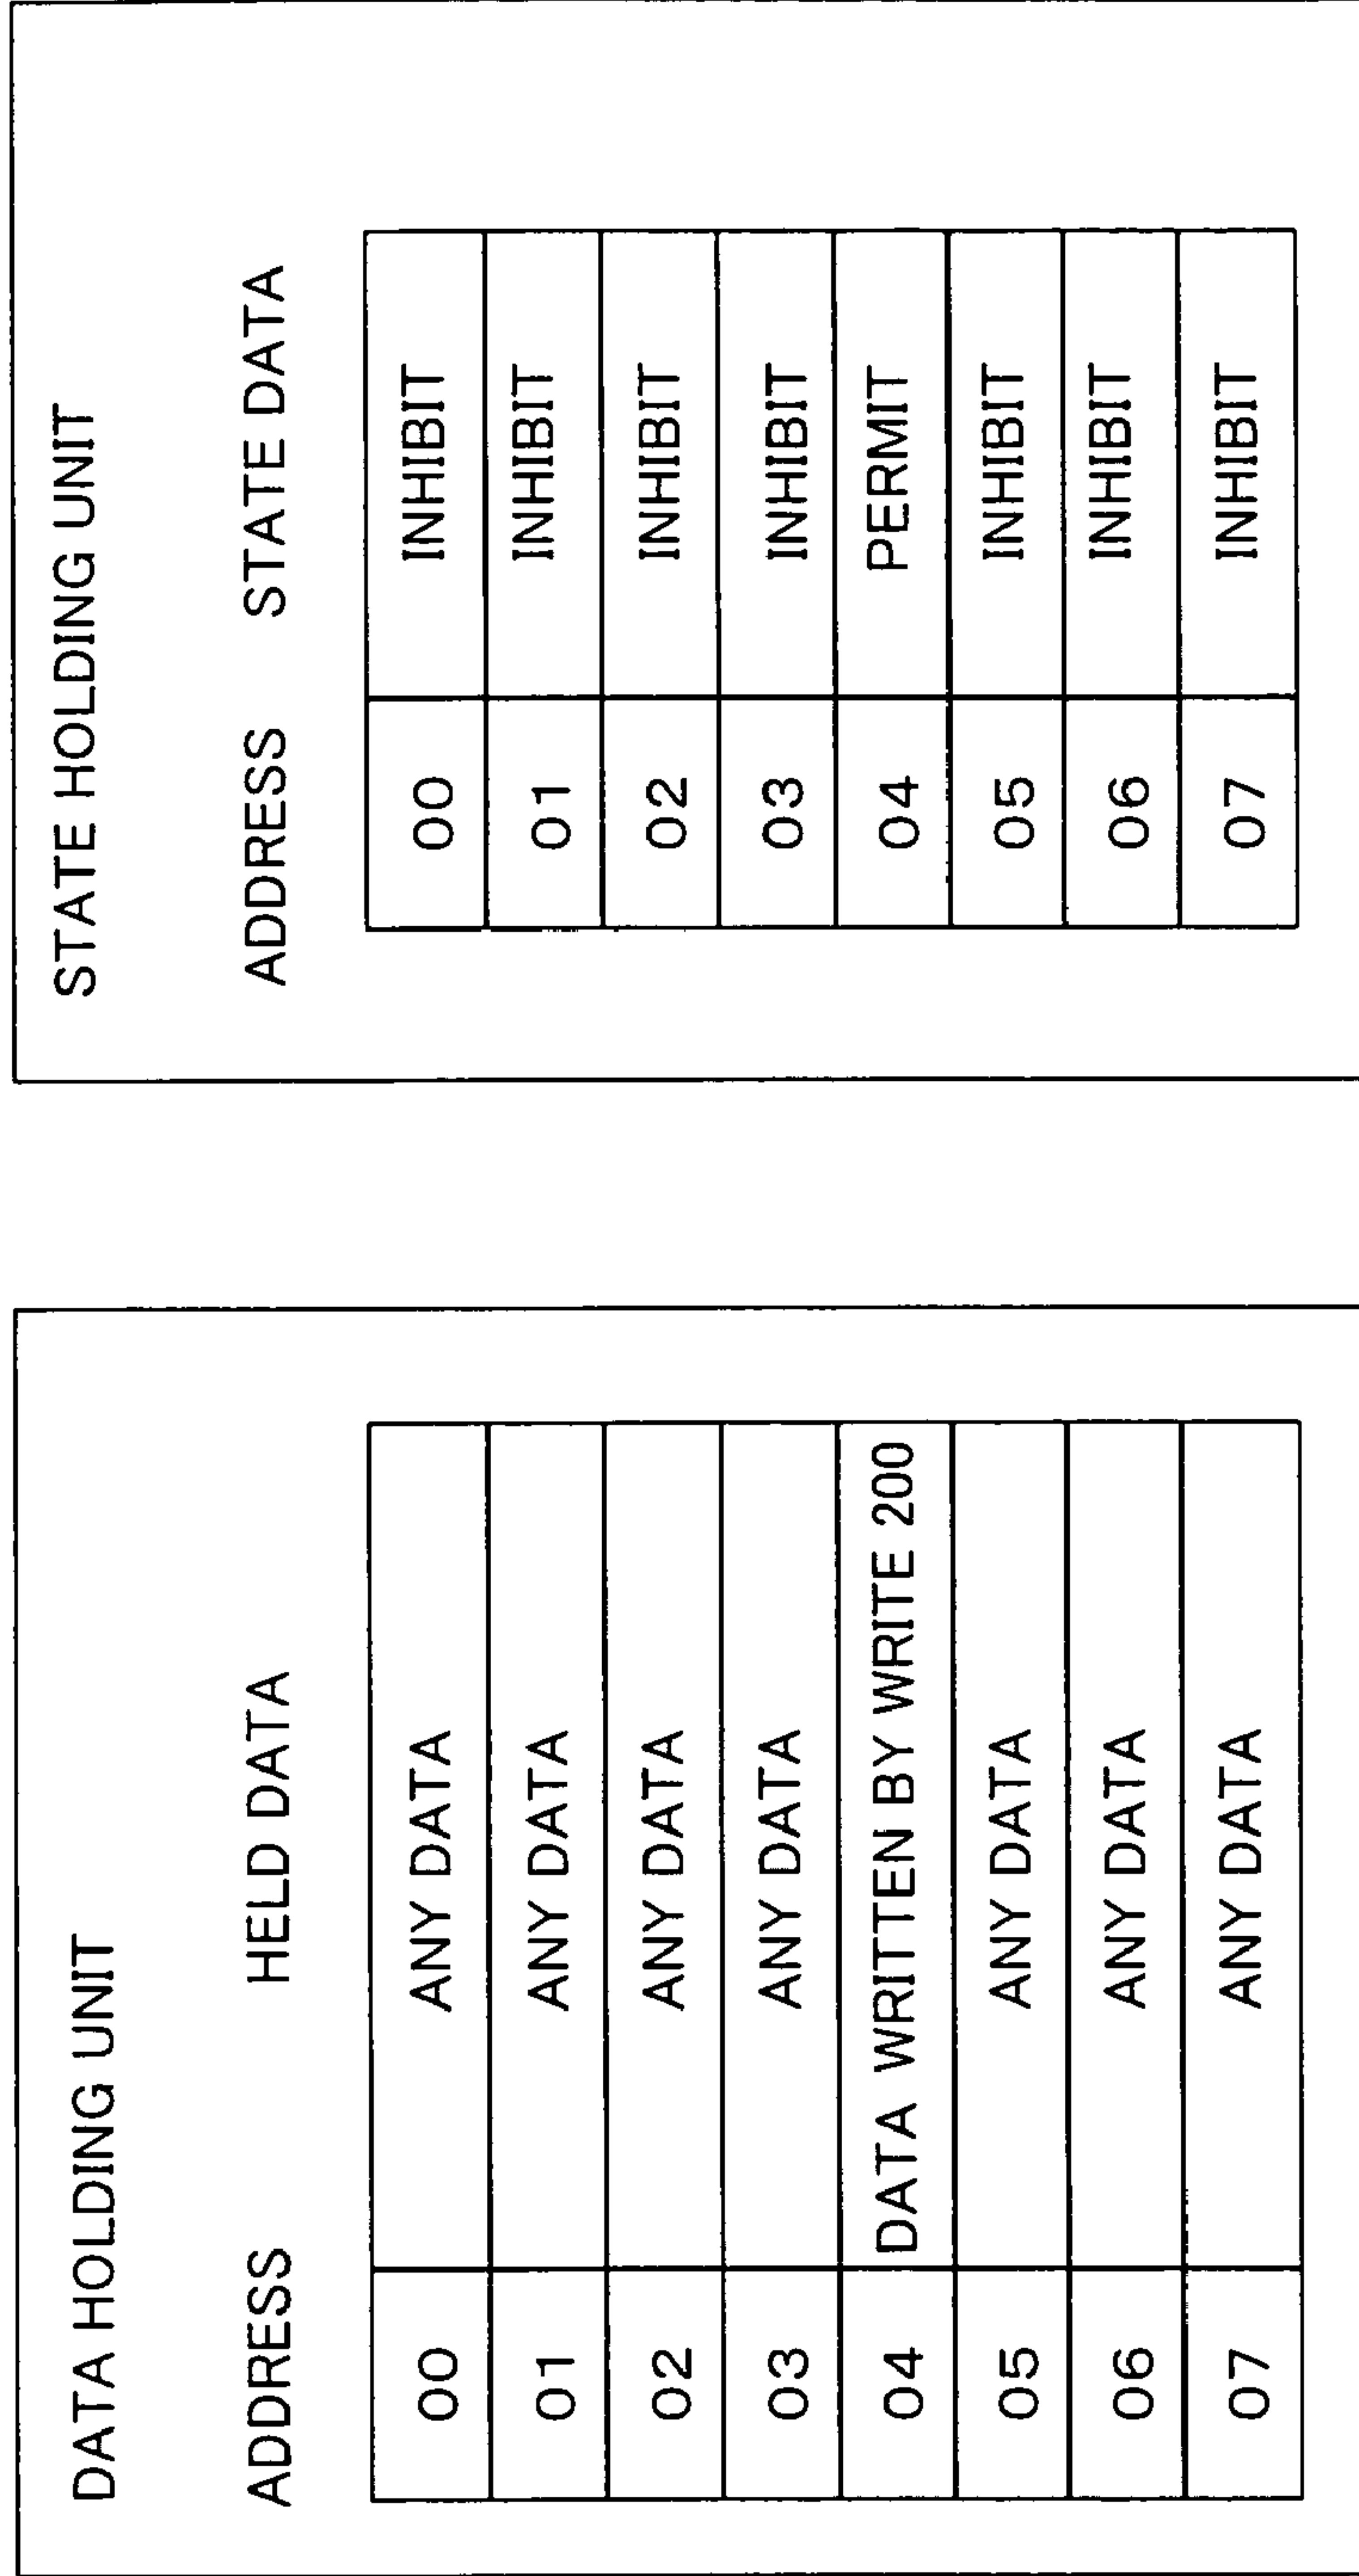 DATA HOLDING UNIT
ADDRESS HELD DATA
00 ANY DATA
01 ANY DATA
02 ANY DATA
03 ANY DATA
04 DATA WRITTEN BY WRITE 200
05 ANY DATA
06 ANY DATA
07 ANY DATA
STATE HOLDING UNIT
ADDRESS STATE DATA
00 INHIBIT
01 INHIBIT
02 INHIBIT
03 INHIBIT
04 PERMIT
05 INHIBIT
06 INHIBIT
07 INHIBIT